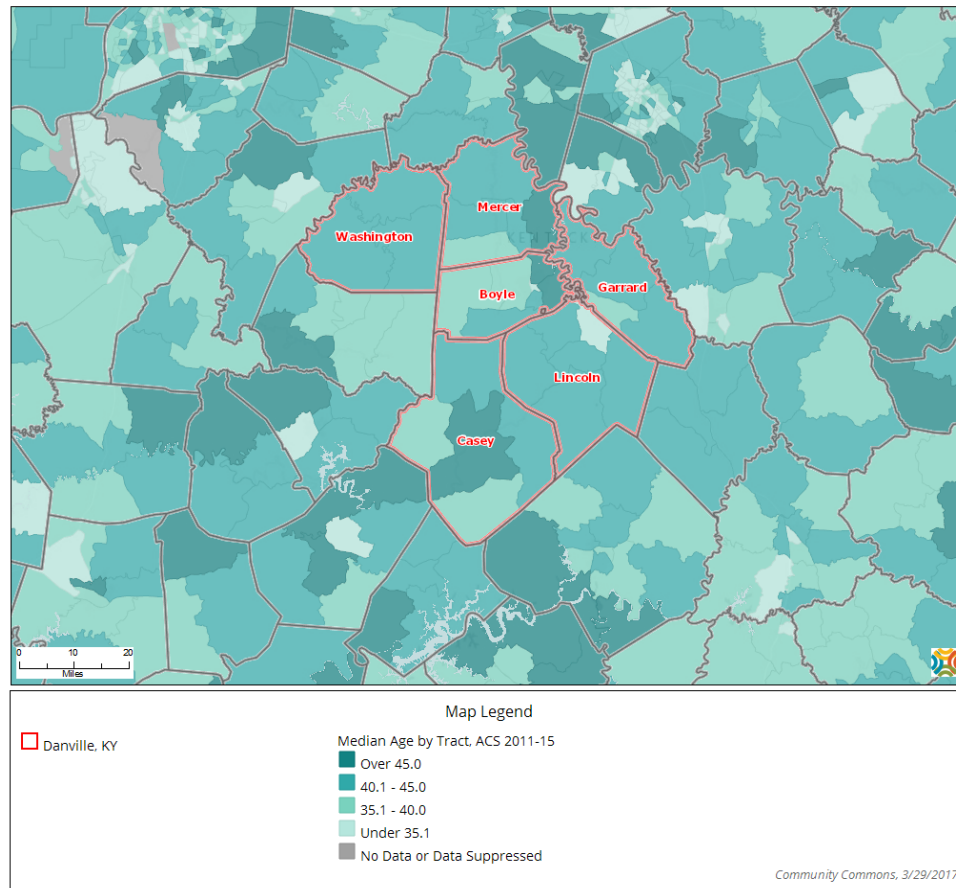 Mercer
KENTUCKY
Washington
Garrard
Boyle
Lincoln
Casey
0 10 20
Miles
Map Legend
Danville, KY
Median Age by Tract, ACS 2011-15
Over 45.0
40.1 - 45.0
35.1 - 40.0
Under 35.1
No Data or Data Suppressed
Community Commons, 3/29/2017